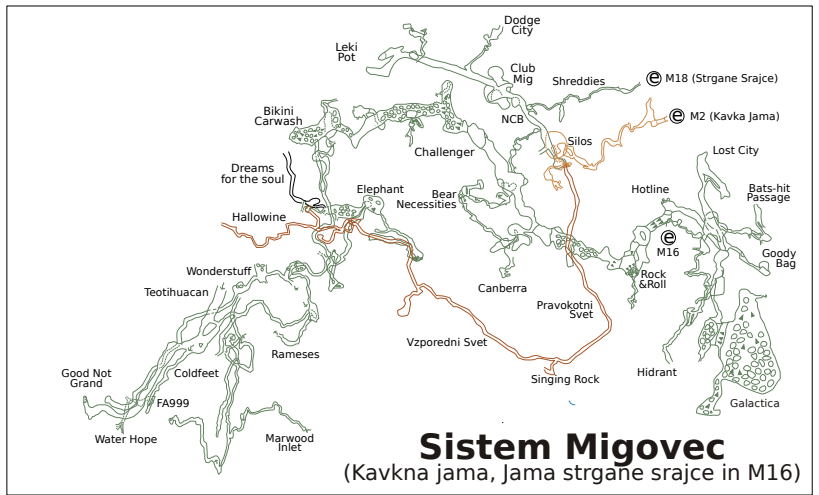 Dodge
City
Leki
Pot
Club
Mig
Shreddies
e M18 (Strgane Srajce)
Bikini
Carwash
NCB
e M2 (Kavka Jama)
Silos
Challenger
Lost City
Dreams
for the soul
Elephant
Bear
Necessities
Hotline
Bats-hit
Passage
Hallowine
e
M16
Goody
Bag
Wonderstuff
Teotihuacan
Canberra
Rock
&Roll
Pravokotni
Svet
Vzporedni Svet
Rameses
Coldfeet
Good Not
Grand
Singing Rock
Hidrant
FA999
Galactica
Water Hope
Marwood
Inlet
Sistem Migovec
(Kavkna jama, Jama strgane srajce in M16)